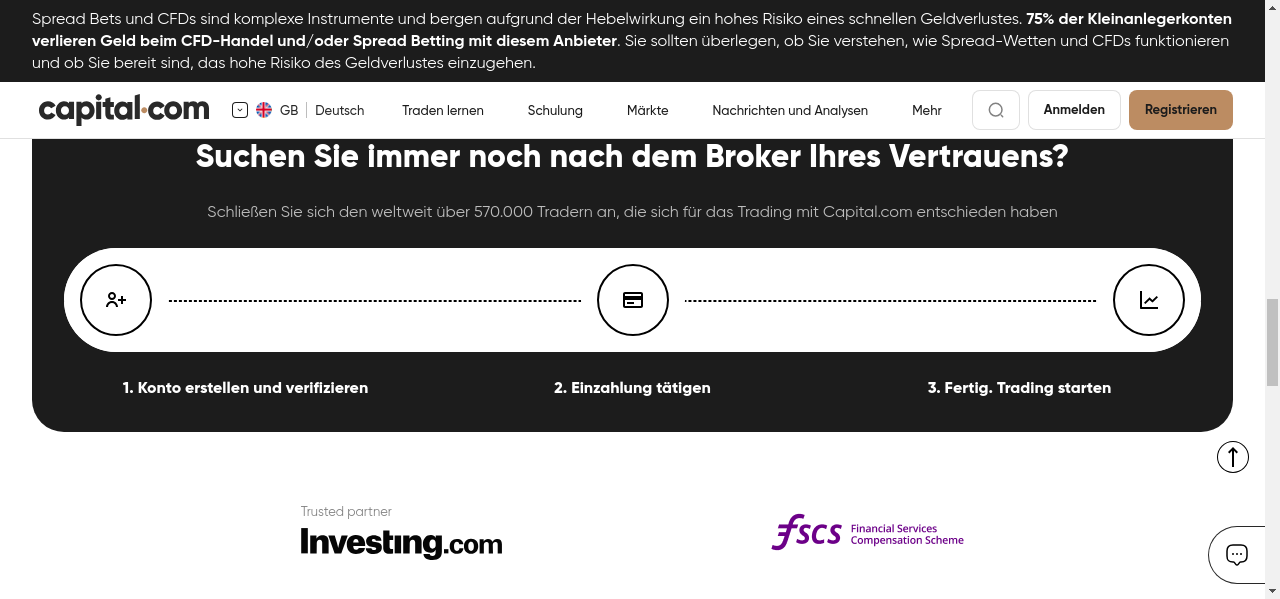 Spread Bets und CFDs sind komplexe Instrumente und bergen aufgrund der Hebelwirkung ein hohes Risiko eines schnellen Geldverlustes. 75% der Kleinanlegerkonten
verlieren Geld beim CFD-Handel und/oder Spread Betting mit diesem Anbieter. Sie sollten überlegen, ob Sie verstehen, wie Spread-Wetten und CFDs funktionieren
und ob Sie bereit sind, das hohe Risiko des Geldverlustes einzugehen.
capital.com GB Deutsch Traden lernen Schulung Märkte Nachrichten und Analysen Mehr Anmelden Registrieren
Suchen Sie immer noch nach dem Broker Ihres Vertrauens?
Schließen Sie sich den weltweit über 570.000 Tradern an, die sich für das Trading mit Capital.com entschieden haben
1. Konto erstellen und verifizieren 2. Einzahlung tätigen 3. Fertig. Trading starten
Trusted partner
Investing.com
fscs Financial Services
Compensation Scheme